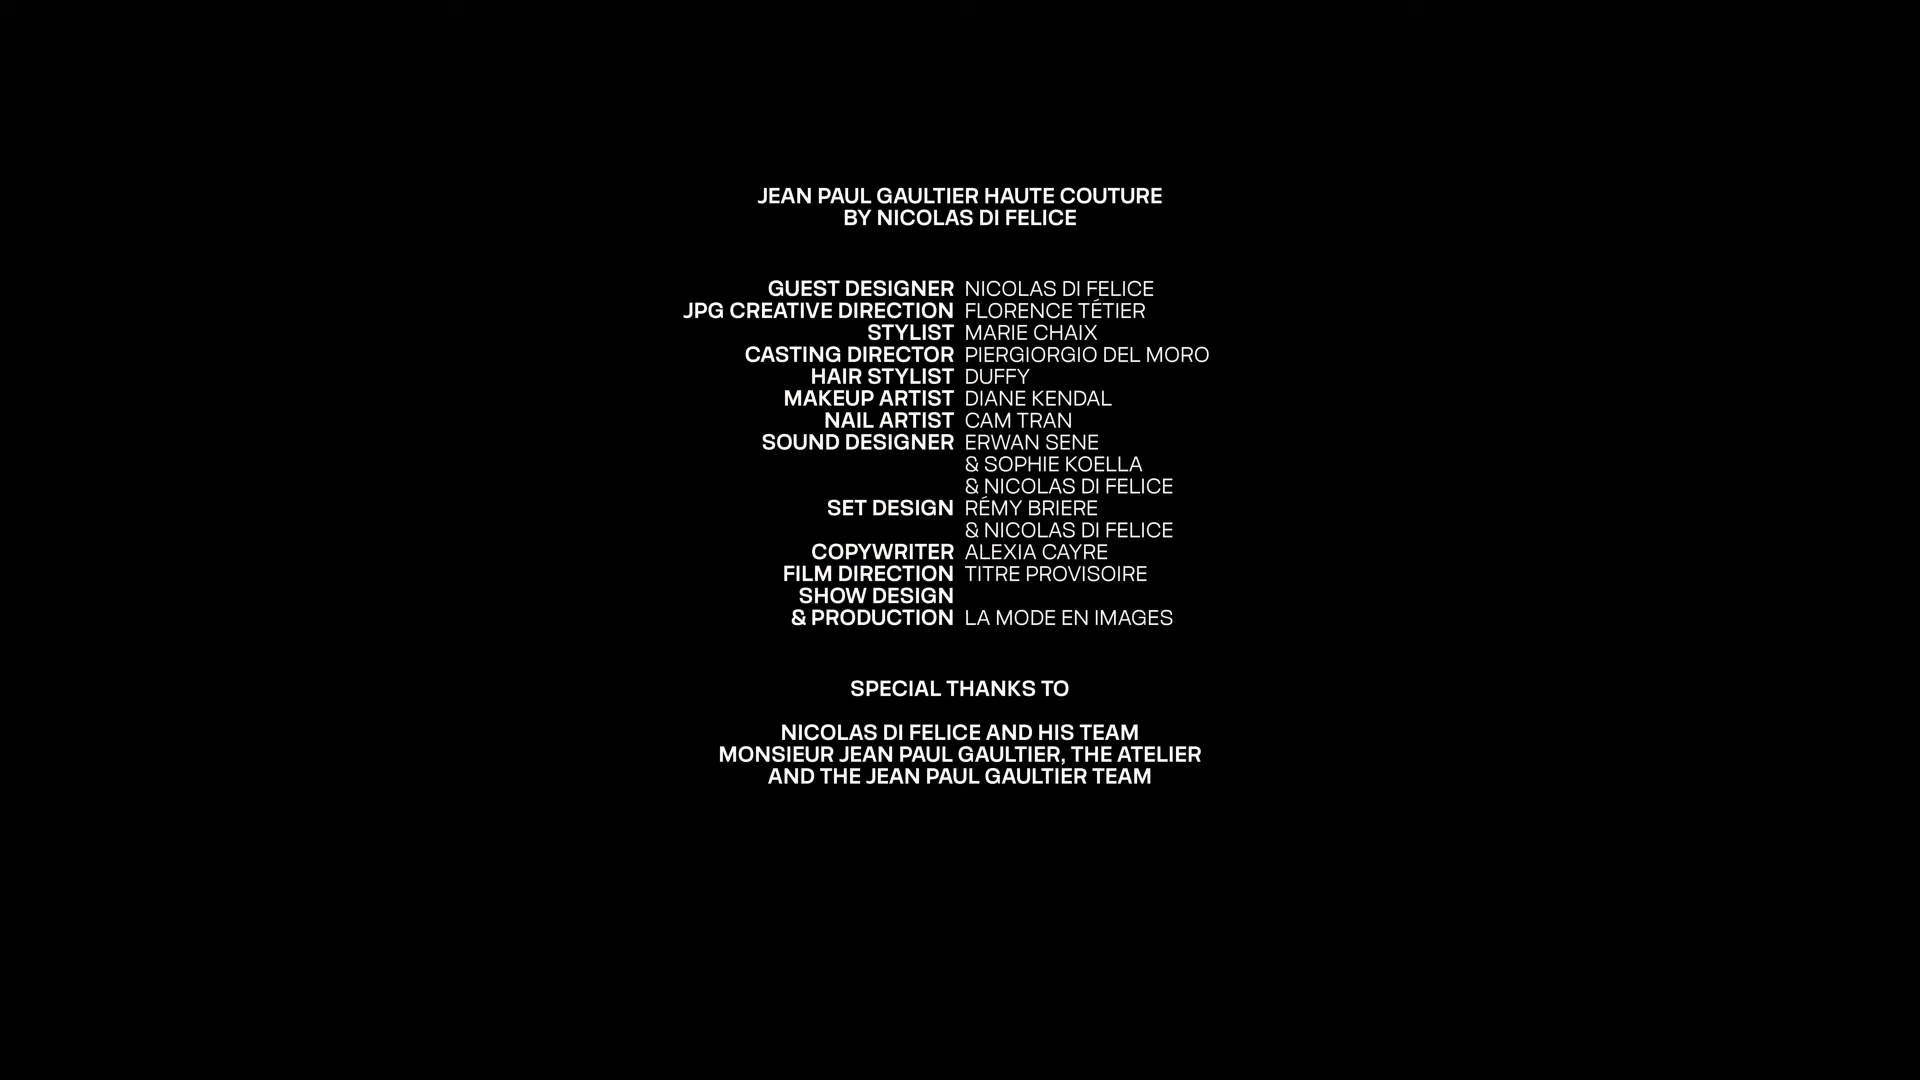 JEAN PAUL GAULTIER HAUTE COUTURE
BY NICOLAS DI FELICE
GUEST DESIGNER NICOLAS DI FELICE
JPG CREATIVE DIRECTION FLORENCE TÉTIER
STYLIST MARIE CHAIX
CASTING DIRECTOR PIERGIORGIO DEL MORO
HAIR STYLIST DUFFY
MAKEUP ARTIST DIANE KENDAL
NAIL ARTIST CAM TRAN
SOUND DESIGNER ERWAN SENE
& SOPHIE KOELLA
& NICOLAS DI FELICE
SET DESIGN RÉMY BRIERE
& NICOLAS DI FELICE
COPYWRITER ALEXIA CAYRE
FILM DIRECTION TITRE PROVISOIRE
SHOW DESIGN
& PRODUCTION LA MODE EN IMAGES
SPECIAL THANKS TO
NICOLAS DI FELICE AND HIS TEAM
MONSIEUR JEAN PAUL GAULTIER, THE ATELIER
AND THE JEAN PAUL GAULTIER TEAM